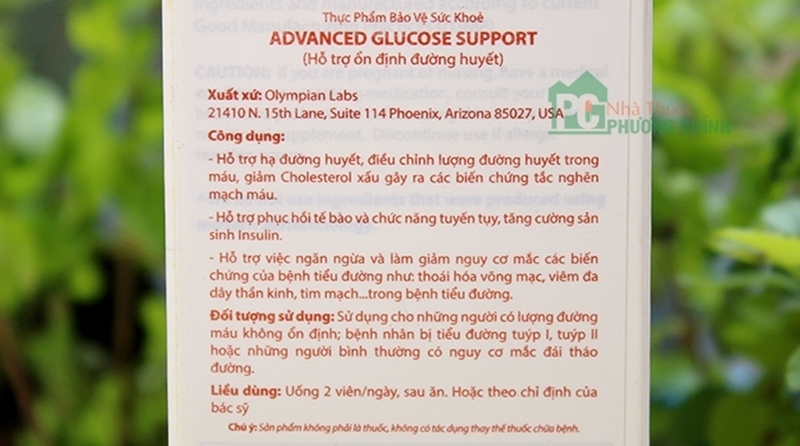 Thực Phẩm Bảo Vệ Sức Khoẻ
ADVANCED GLUCOSE SUPPORT
(Hỗ trợ ổn định đường huyết)
Xuất xứ: Olympian Labs
21410 N. 15th Lane, Suite 114 Phoenix, Arizona 85027, USA
PC Nhà Thuốc
PHƯƠNG CHÍNH
Công dụng:
- Hỗ trợ hạ đường huyết, điều chỉnh lượng đường huyết trong
máu, giảm Cholesterol xấu gây ra các biến chứng tắc nghẽn
mạch máu.
- Hỗ trợ phục hồi tế bào và chức năng tuyến tụy, tăng cường sản
sinh Insulin.
- Hỗ trợ việc ngăn ngừa và làm giảm nguy cơ mắc các biến
chứng của bệnh tiểu đường như: thoái hóa võng mạc, viêm đa
dây thần kinh, tim mạch...trong bệnh tiểu đường.
Đối tượng sử dụng: Sử dụng cho những người có lượng đường
máu không ổn định; bệnh nhân bị tiểu đường tuýp I, tuýp II
hoặc những người bình thường có nguy cơ mắc đái tháo
đường.
Liều dùng: Uống 2 viên/ngày, sau ăn. Hoặc theo chỉ định của
bác sỹ
Chú ý: Sản phẩm không phải là thuốc, không có tác dụng thay thế thuốc chữa bệnh.